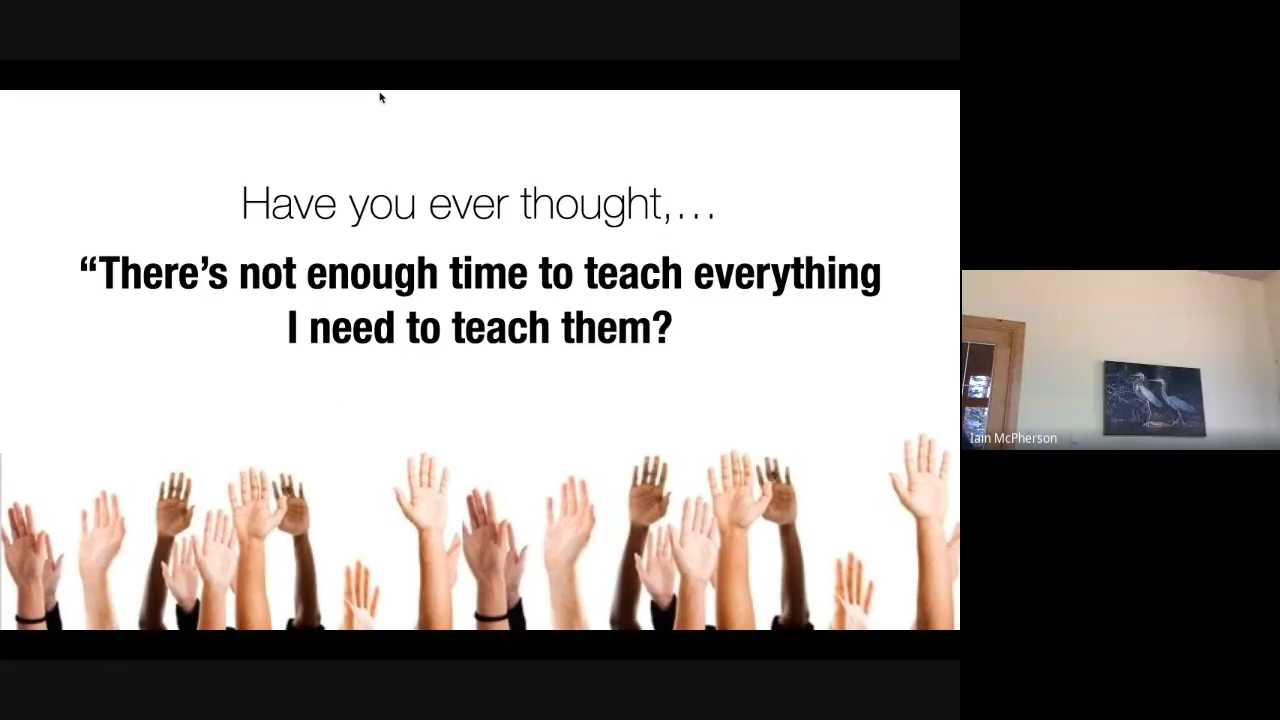 Have you ever thought,…
“There’s not enough time to teach everything
I need to teach them?
Iain McPherson